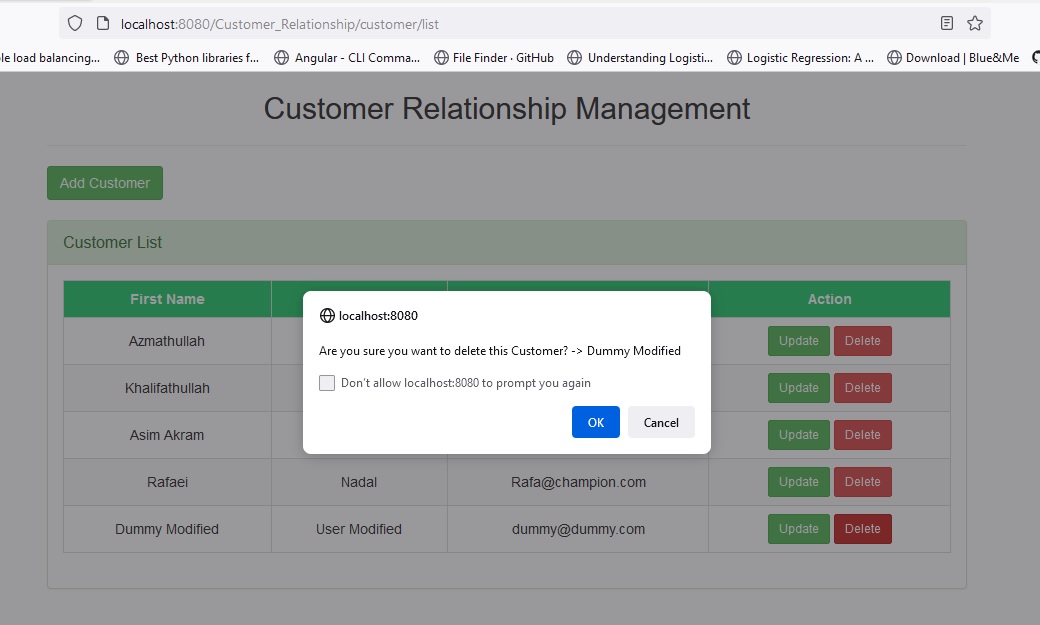 localhost:8080/Customer_Relationship/customer/list
le load balancing... Best Python libraries f... Angular - CLI Comma... File Finder · GitHub Understanding Logisti... Logistic Regression: A ... Download | Blue&Me
Customer Relationship Management
Add Customer
Customer List
First Name Action
localhost:8080
Are you sure you want to delete this Customer? -> Dummy Modified
Don't allow localhost:8080 to prompt you again
OK Cancel
Azmathullah Update Delete
Khalifathullah Update Delete
Asim Akram Update Delete
Rafaei Nadal Rafa@champion.com Update Delete
Dummy Modified User Modified dummy@dummy.com Update Delete